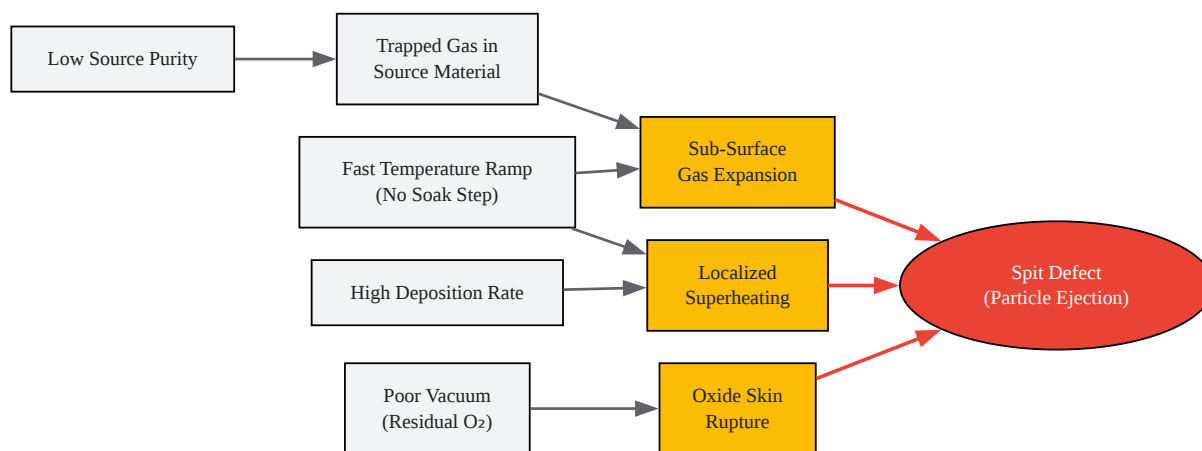 Low Source Purity
Trapped Gas in
Source Material
Fast Temperature Ramp
(No Soak Step)
High Deposition Rate
Poor Vacuum
(Residual O₂)
Sub-Surface
Gas Expansion
Localized
Superheating
Oxide Skin
Rupture
Spit Defect
(Particle Ejection)